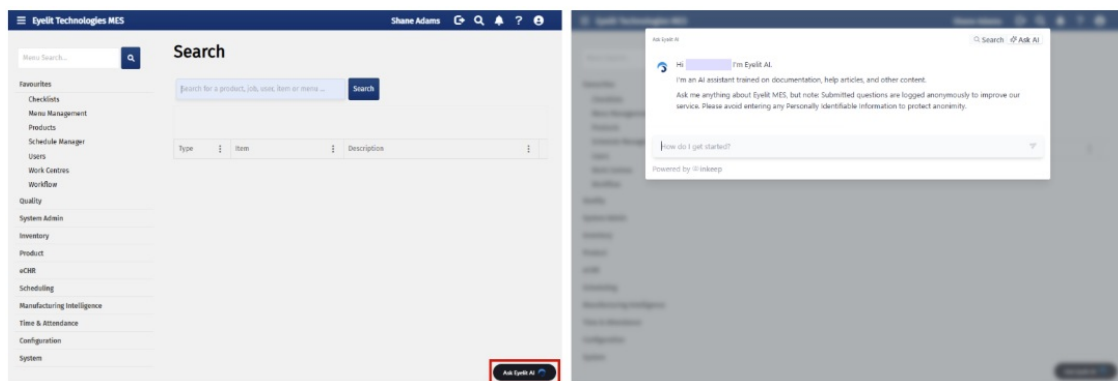 Eyelit Technologies MES
Shane Adams
?
Menu Search...
Search
Search for a product, job, user, item or menu ...
Search
Favourites
Checklists
Menu Management
Products
Schedule Manager
Users
Work Centres
Workflow
Quality
System Admin
Inventory
Product
eCHR
Scheduling
Manufacturing Intelligence
Time & Attendance
Configuration
System
Type
Item
Description
Ask Eyelit AI
Ask Eyelit AI
Search
Ask AI
Hi I'm Eyelit AI.
I'm an AI assistant trained on documentation, help articles, and other content.
Ask me anything about Eyelit MES, but note: Submitted questions are logged anonymously to improve our
service. Please avoid entering any Personally Identifiable Information to protect anonimity.
How do I get started?
Powered by inkeep